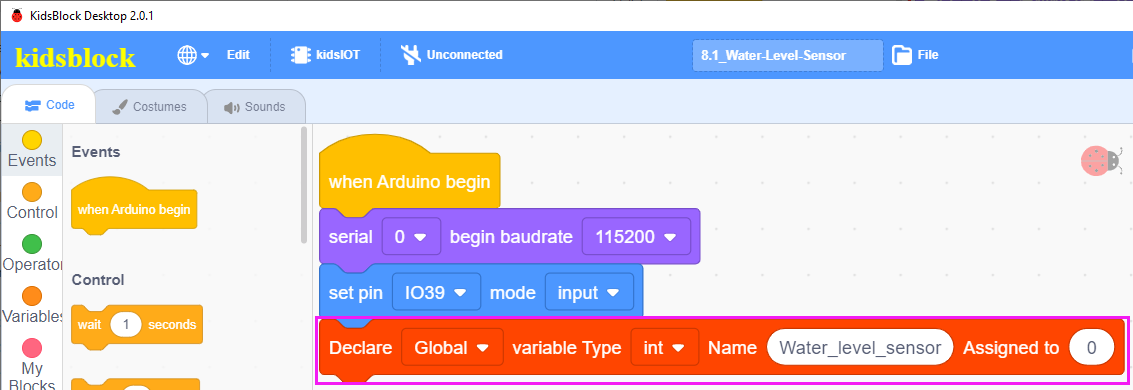 KidsBlock Desktop 2.0.1
kidsblock Edit kidsIOT Unconnected 8.1_Water-Level-Sensor File
Code Costumes Sounds
Events
Control
Operator
Variables
My
Blocks
Events
when Arduino begin
Control
wait 1 seconds
when Arduino begin
serial 0 begin baudrate 115200
set pin IO39 mode input
Declare Global variable Type int Name Water_level_sensor Assigned to 0